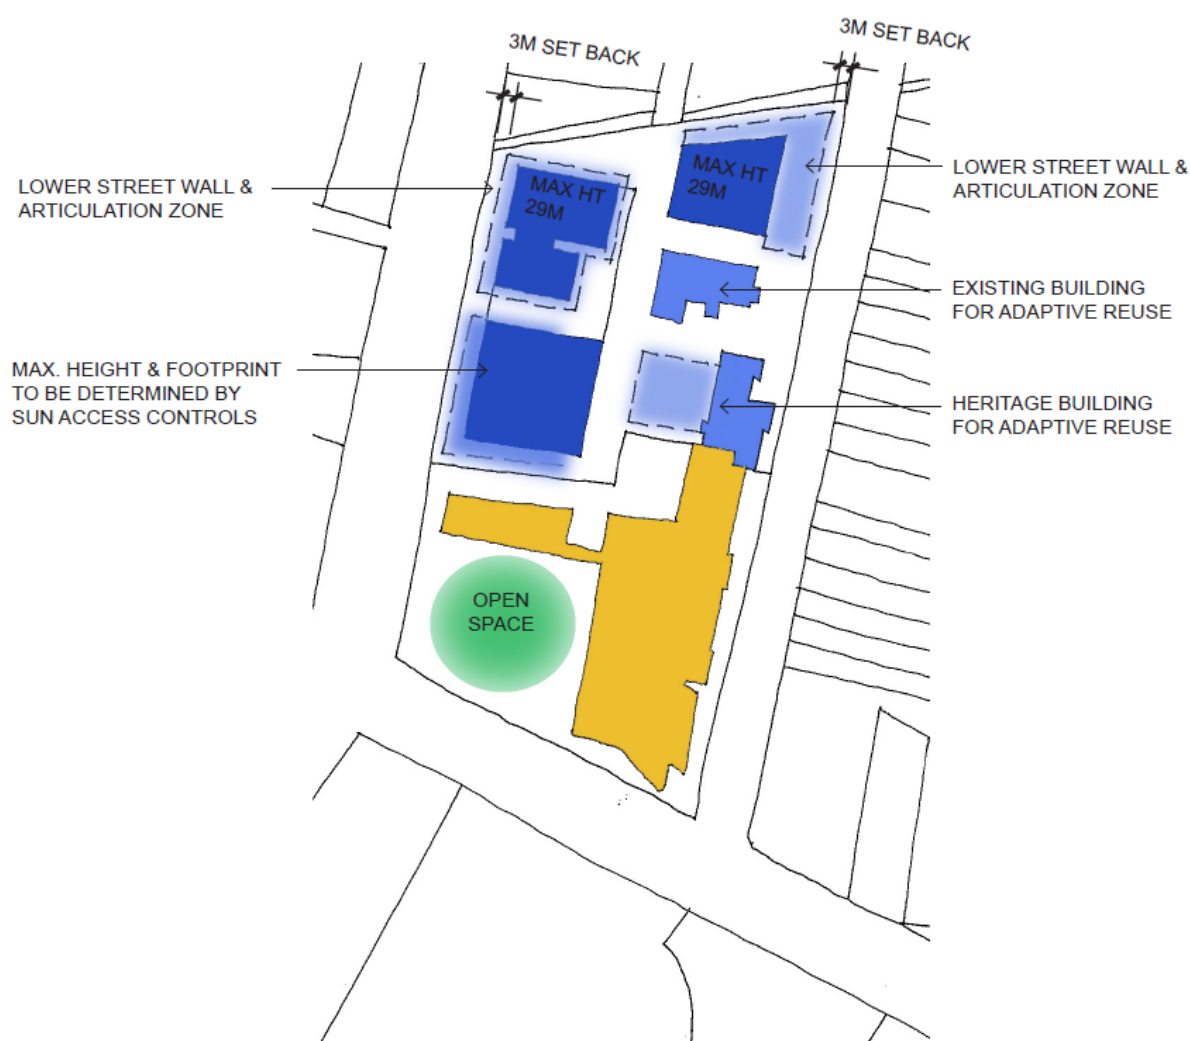 3M SET BACK
3M SET BACK
MAX HT
29M
MAX HT
29M
LOWER STREET WALL &
ARTICULATION ZONE
LOWER STREET WALL &
ARTICULATION ZONE
EXISTING BUILDING
FOR ADAPTIVE REUSE
MAX. HEIGHT & FOOTPRINT
TO BE DETERMINED BY
SUN ACCESS CONTROLS
HERITAGE BUILDING
FOR ADAPTIVE REUSE
OPEN
SPACE